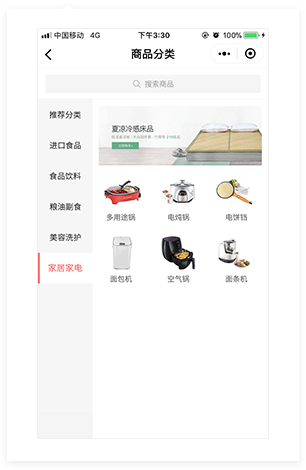 中国移动 4G 下午3:30 100%
商品分类
搜索商品
推荐分类
进口食品
食品饮料
粮油副食
美容洗护
家居家电
夏凉冷感床品
多用途锅 电炖锅 电饼铛
面包机 空气锅 面条机